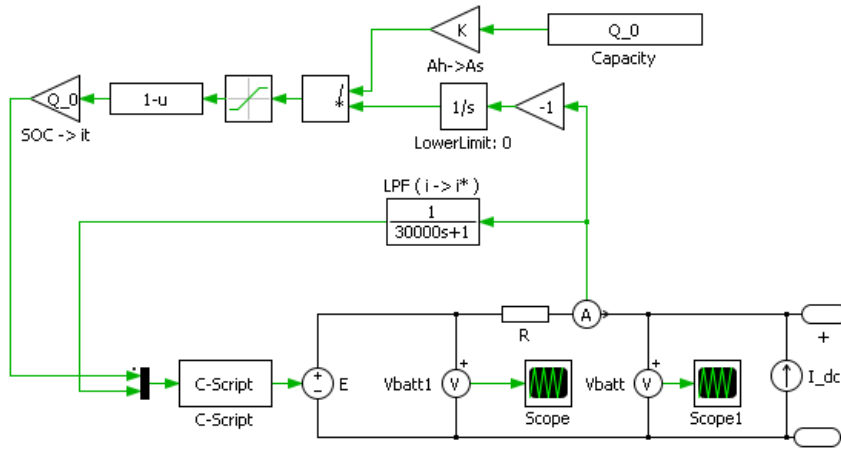 K
Q_0
Ah->As
Capacity
Q_0
1-u
/
*
1/s
-1
SOC -> it
LowerLimit: 0
LPF ( i -> i* )
1
30000s+1
R
A
+
C-Script
+
−
E
Vbatt1
+
V
Vbatt
+
V
I_dc
C-Script
Scope
Scope1